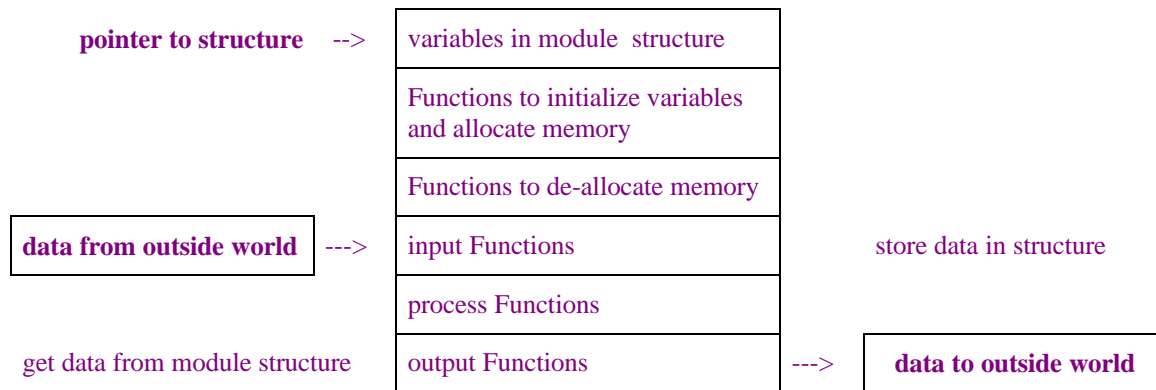 pointer to structure --> variables in module structure
Functions to initialize variables
and allocate memory
Functions to de-allocate memory
data from outside world ---> input Functions store data in structure
process Functions
get data from module structure output Functions ---> data to outside world